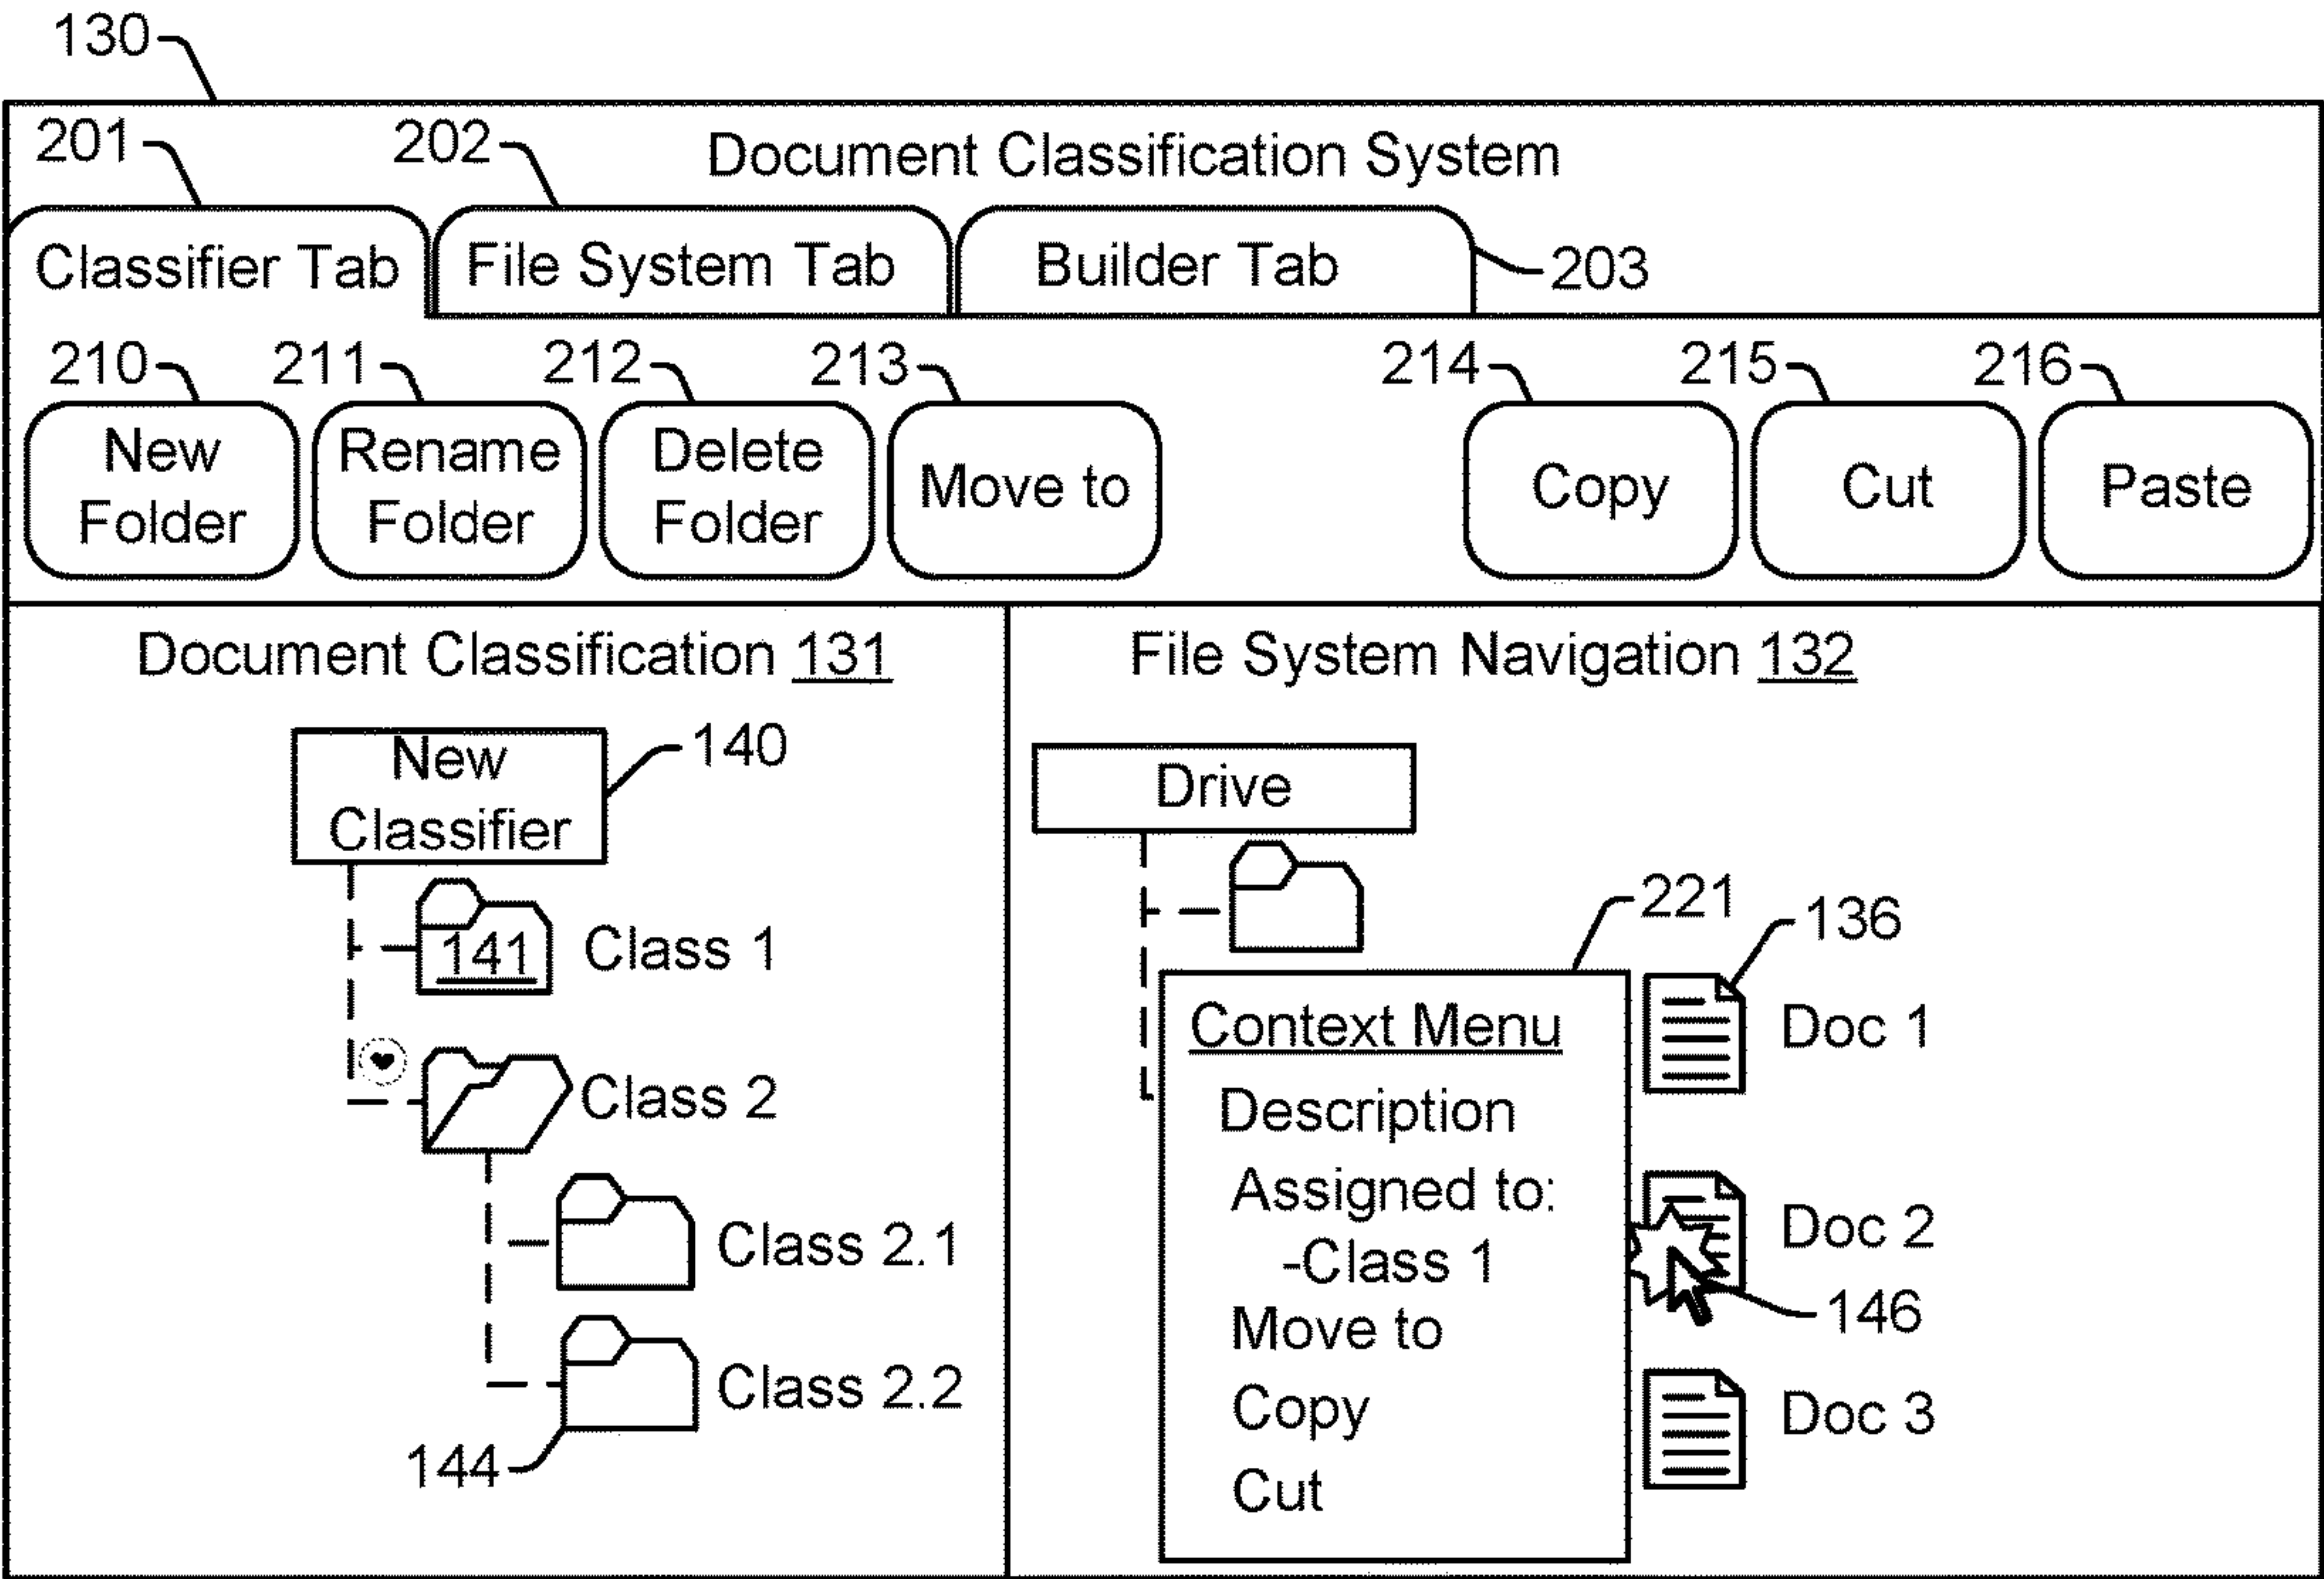 130
201
202
Document Classification System
Classifier Tab
File System Tab
Builder Tab
203
210
211
212
213
214
215
216
New
Folder
Rename
Folder
Delete
Folder
Move to
Copy
Cut
Paste
Document Classification 131
New
Classifier
140
141
Class 1
Class 2
Class 2.1
Class 2.2
144
File System Navigation 132
Drive
221
136
Context Menu
Description
Assigned to:
-Class 1
Move to
Copy
Cut
Doc 1
Doc 2
146
Doc 3